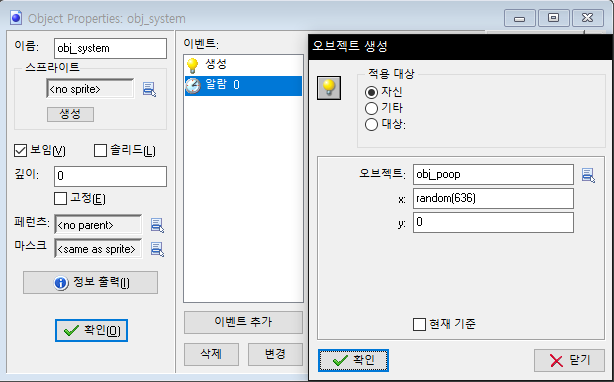 Object Properties: obj_system
이름: obj_system
스프라이트
<no sprite>
생성
보임(V) 솔리드(L)
깊이: 0
고정(E)
페런츠: <no parent>
마스크 <same as sprite>
정보 출력(I)
확인(O)
이벤트:
생성
알람 0
이벤트 추가
삭제 변경
오브젝트 생성
적용 대상
자신
기타
대상:
오브젝트: obj_poop
x: random(636)
y: 0
현재 기준
확인 닫기